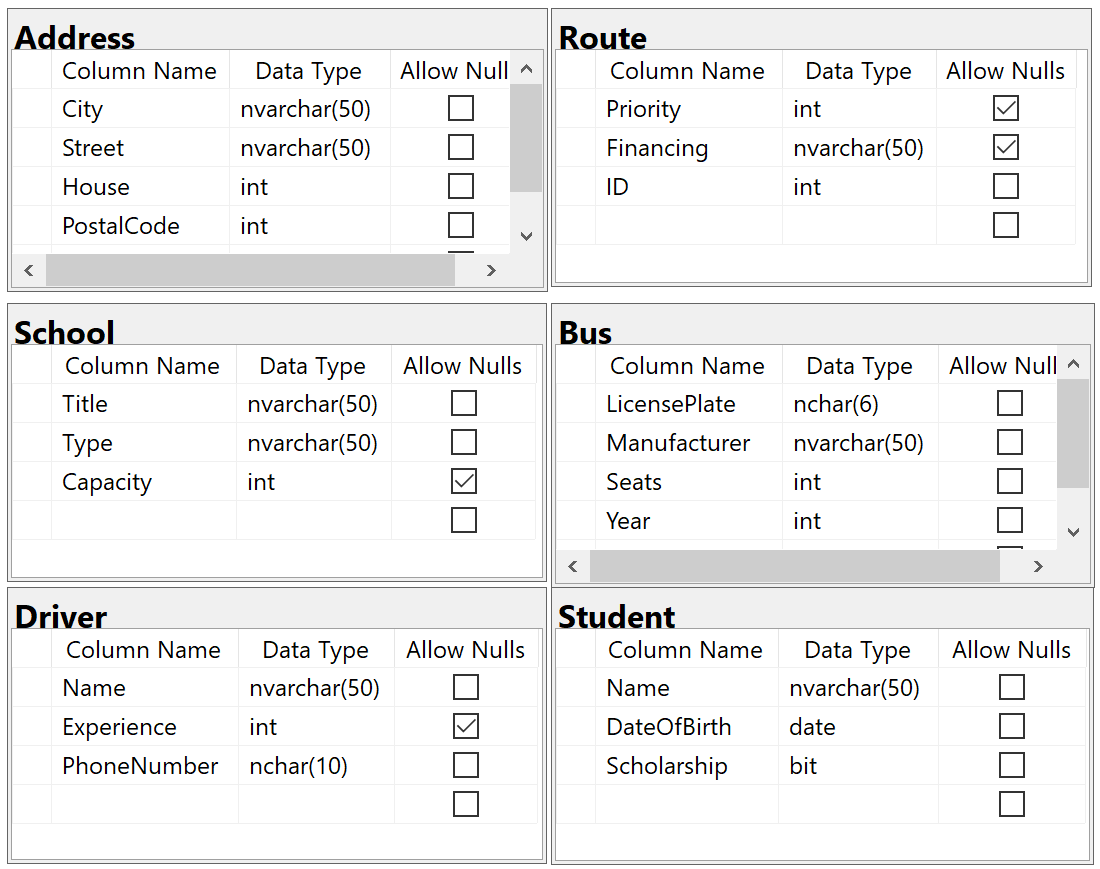 Address
Column Name Data Type Allow Null
City nvarchar(50)
Street nvarchar(50)
House int
PostalCode int
Route
Column Name Data Type Allow Nulls
Priority int
Financing nvarchar(50)
ID int
School
Column Name Data Type Allow Nulls
Title nvarchar(50)
Type nvarchar(50)
Capacity int
Bus
Column Name Data Type Allow Null
LicensePlate nchar(6)
Manufacturer nvarchar(50)
Seats int
Year int
Driver
Column Name Data Type Allow Nulls
Name nvarchar(50)
Experience int
PhoneNumber nchar(10)
Student
Column Name Data Type Allow Nulls
Name nvarchar(50)
DateOfBirth date
Scholarship bit